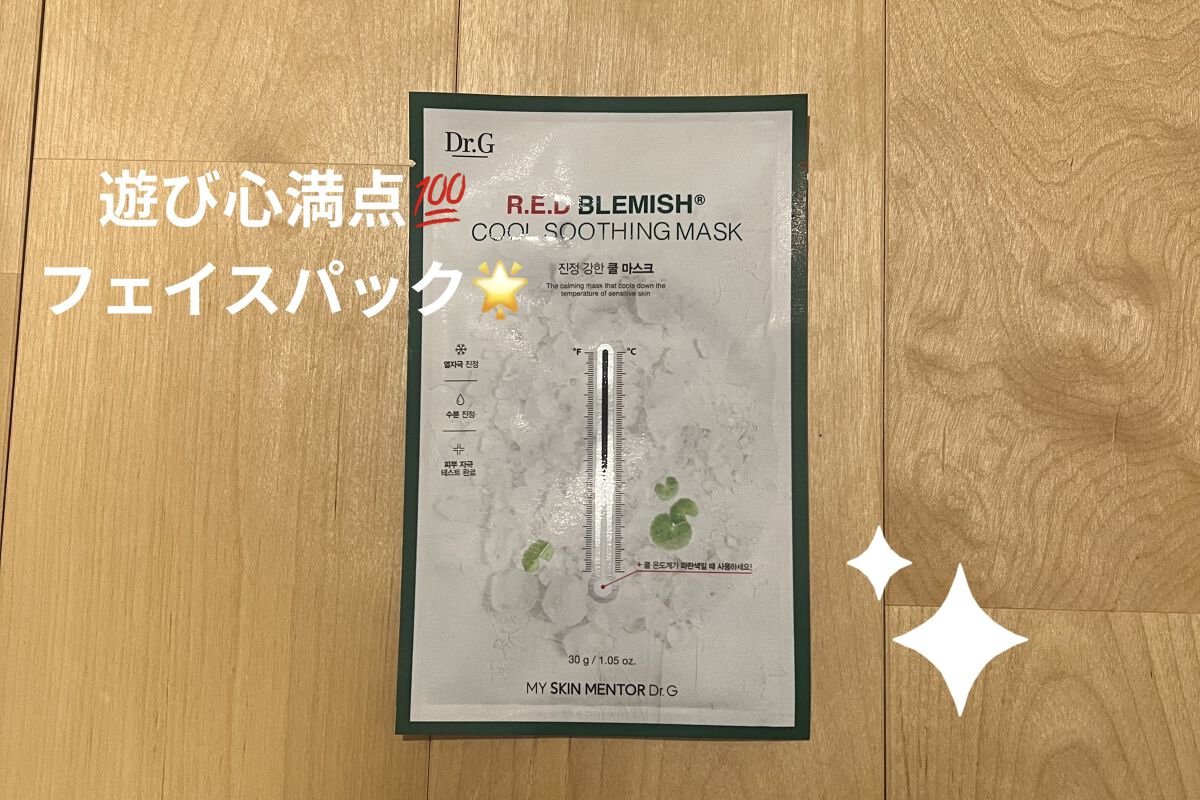 Dr.G
遊び心満点💯
フェイスパック🌟
R.E.D BLEMISH®
COOL SOOTHING MASK
진정 강한 쿨 마스크
The calming mask that cools down the
temperature of sensitive skin
°F °C
열자극 진정
수분 진정
피부 자극
테스트 완료
+ 쿨 온도계가 파란색일 때 사용하세요!
30 g / 1.05 oz.
MY SKIN MENTOR Dr.G